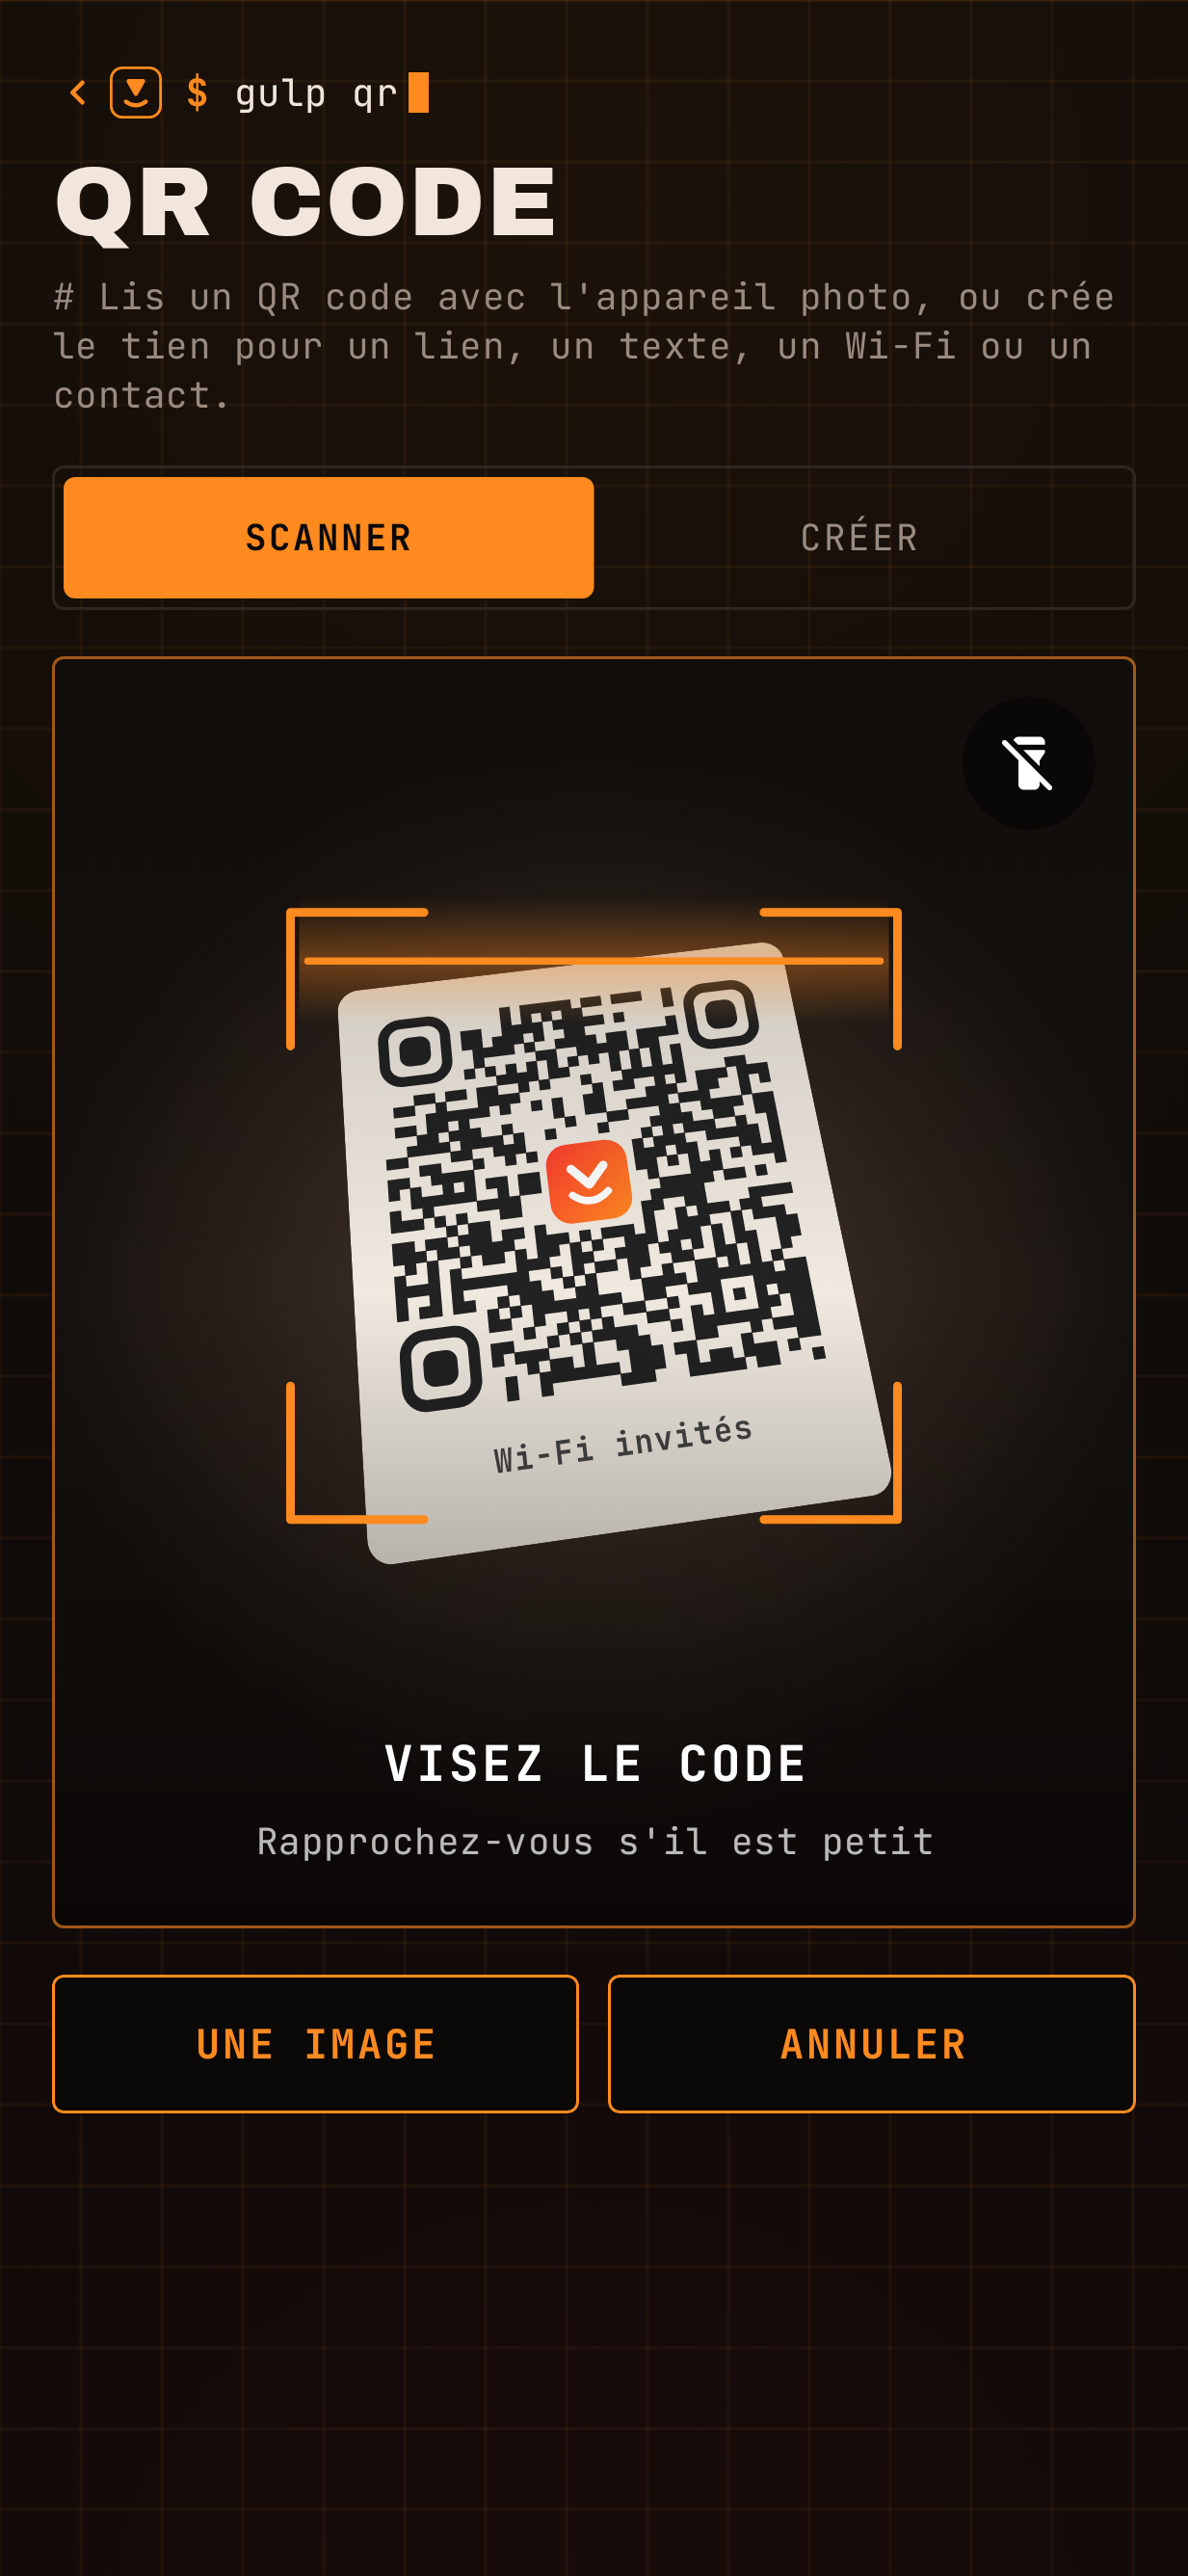 $ gulp qr
QR CODE
# Lis un QR code avec l'appareil photo, ou crée
le tien pour un lien, un texte, un Wi-Fi ou un
contact.
SCANNER
CRÉER
Wi-Fi invités
VISEZ LE CODE
Rapprochez-vous s'il est petit
UNE IMAGE
ANNULER